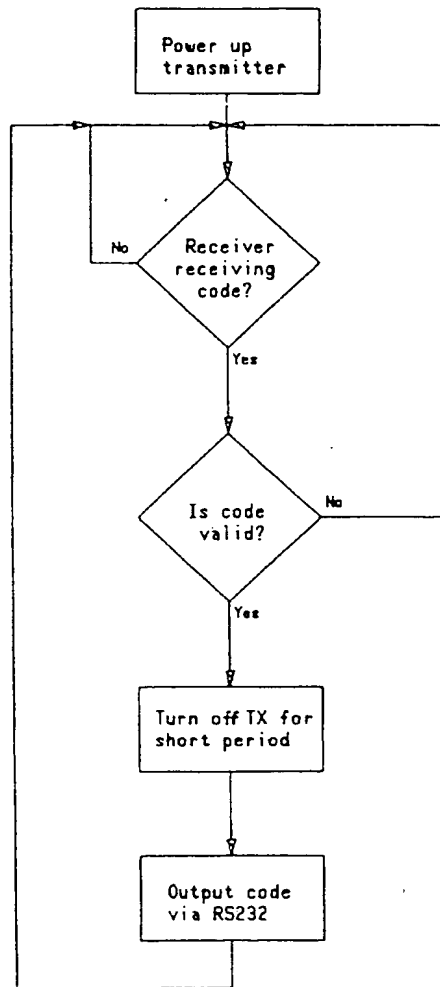 Power up
transmitter
No
Receiver
receiving
code?
Yes
Is code
valid?
No
Yes
Turn off TX for
short period
Output code
via RS232